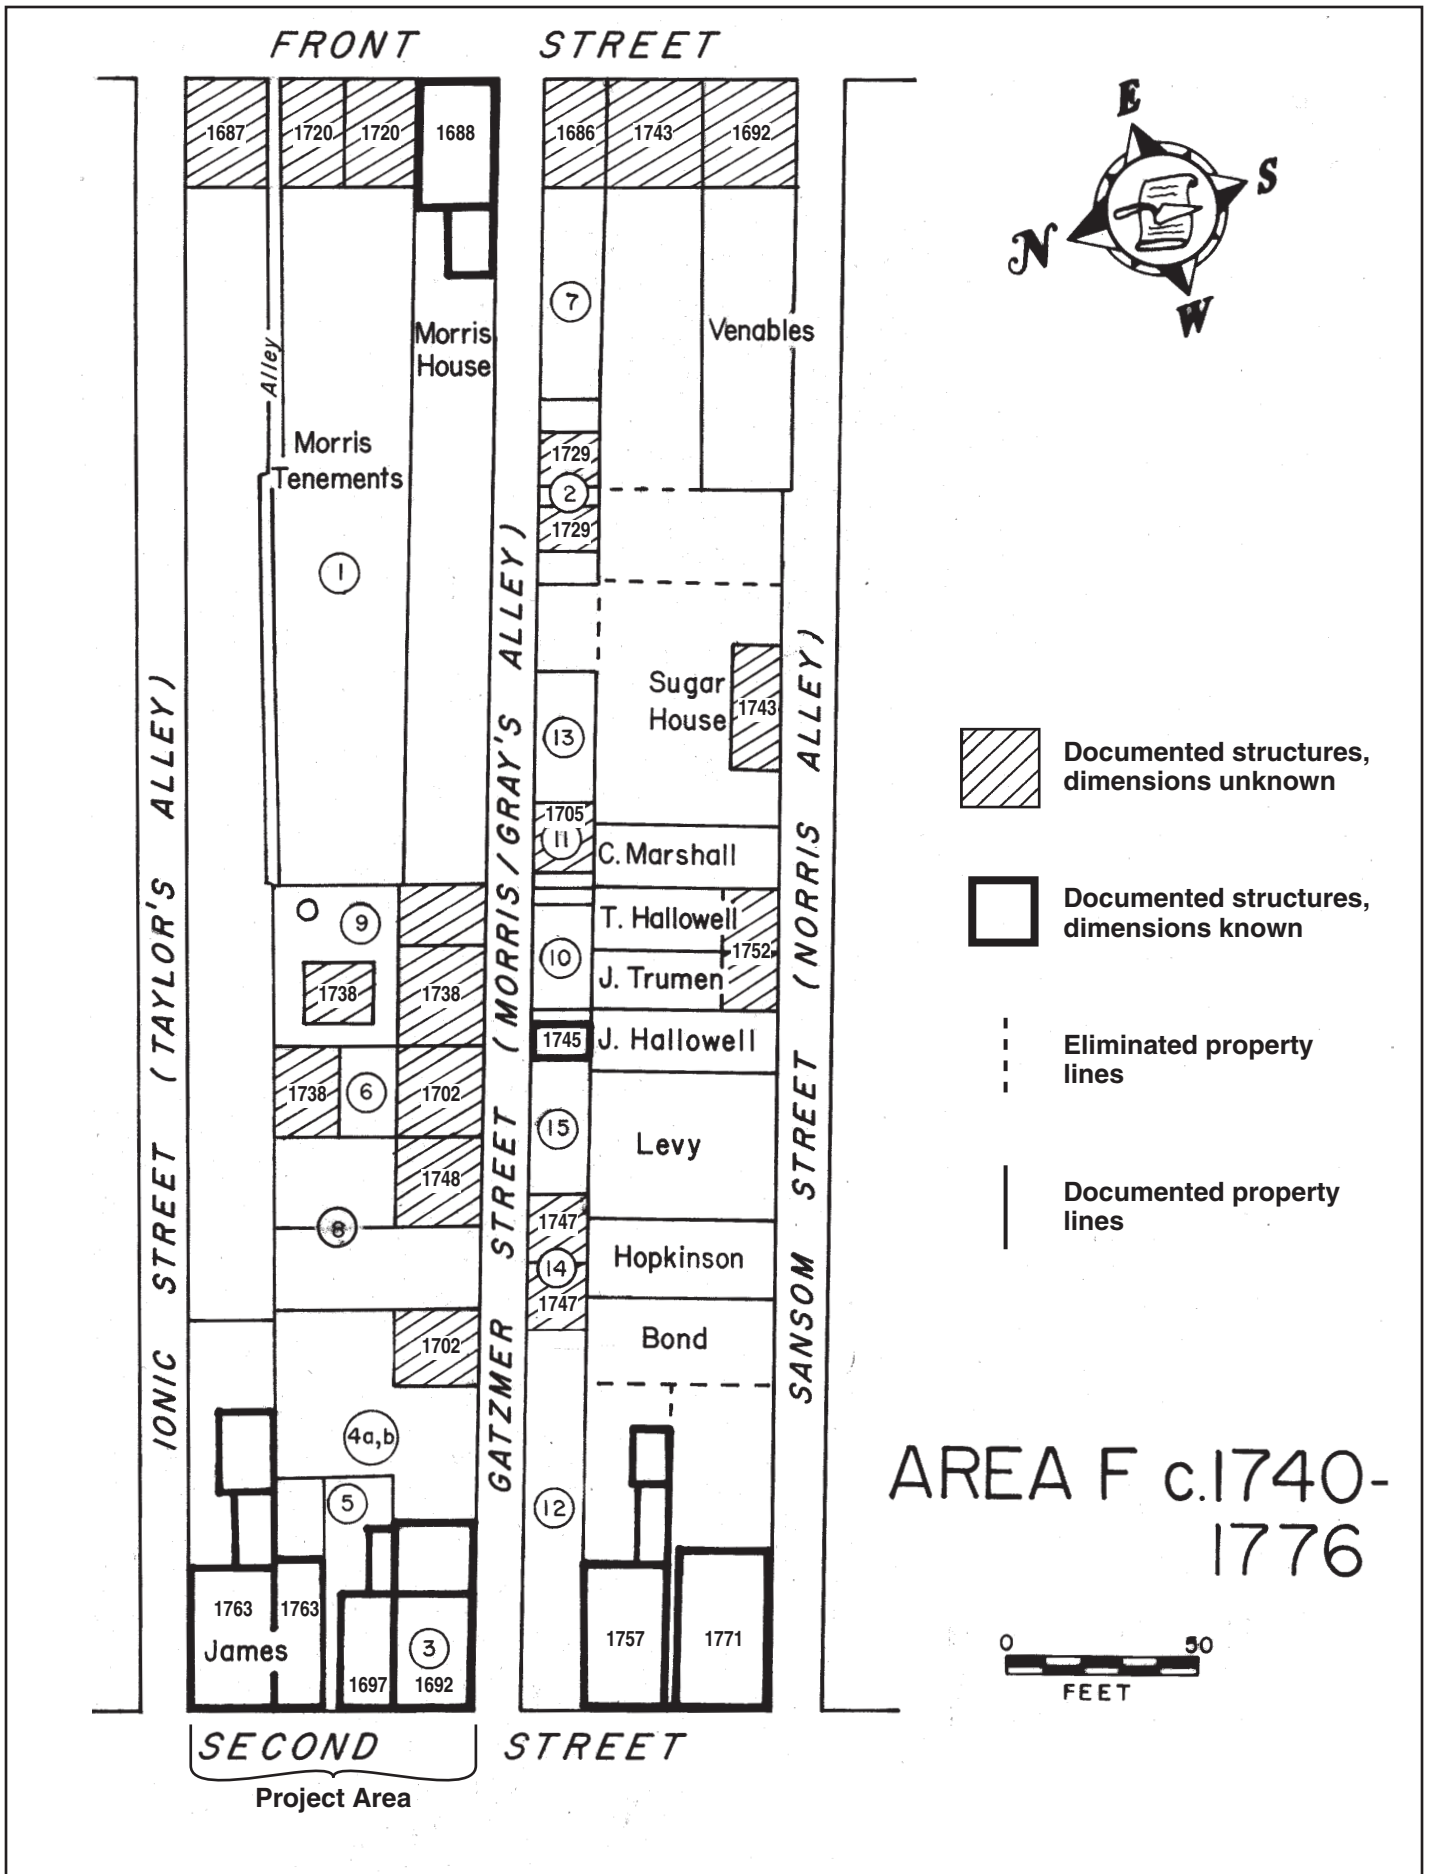 FRONT STREET
1687
1720
1720
1688
1686
1743
1692
E
S
N
W
Alley
Morris
House
7
Venables
Morris
Tenements
1729
2
1729
1
IONIC STREET (TAYLOR'S ALLEY)
GATZMER STREET (MORRIS/GRAY'S ALLEY)
SANSOM STREET (NORRIS ALLEY)
Sugar
House
1743
13
1705
11
C. Marshall
9
T. Hallowell
10
1752
J. Trumen
1738
1738
1745
J. Hallowell
1738
6
1702
15
Levy
1748
1747
8
14
Hopkinson
1747
1702
Bond
4a,b
5
12
1763
1763
James
3
1697
1692
1757
1771
SECOND STREET
Project Area
Documented structures,
dimensions unknown
Documented structures,
dimensions known
Eliminated property
lines
Documented property
lines
AREA F c.1740-
1776
0
50
FEET